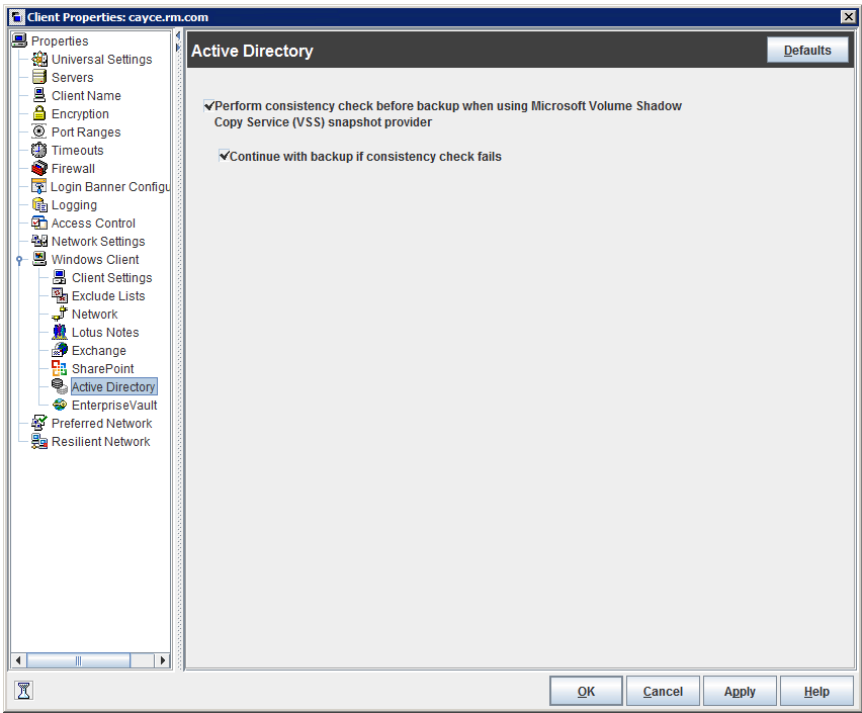 Client Properties: cayce.rm.com
Properties
Universal Settings
Servers
Client Name
Encryption
Port Ranges
Timeouts
Firewall
Login Banner Configu
Logging
Access Control
Network Settings
Windows Client
Client Settings
Exclude Lists
Network
Lotus Notes
Exchange
SharePoint
Active Directory
EnterpriseVault
Preferred Network
Resilient Network
Active Directory
Defaults
Perform consistency check before backup when using Microsoft Volume Shadow
Copy Service (VSS) snapshot provider
Continue with backup if consistency check fails
OK
Cancel
Apply
Help